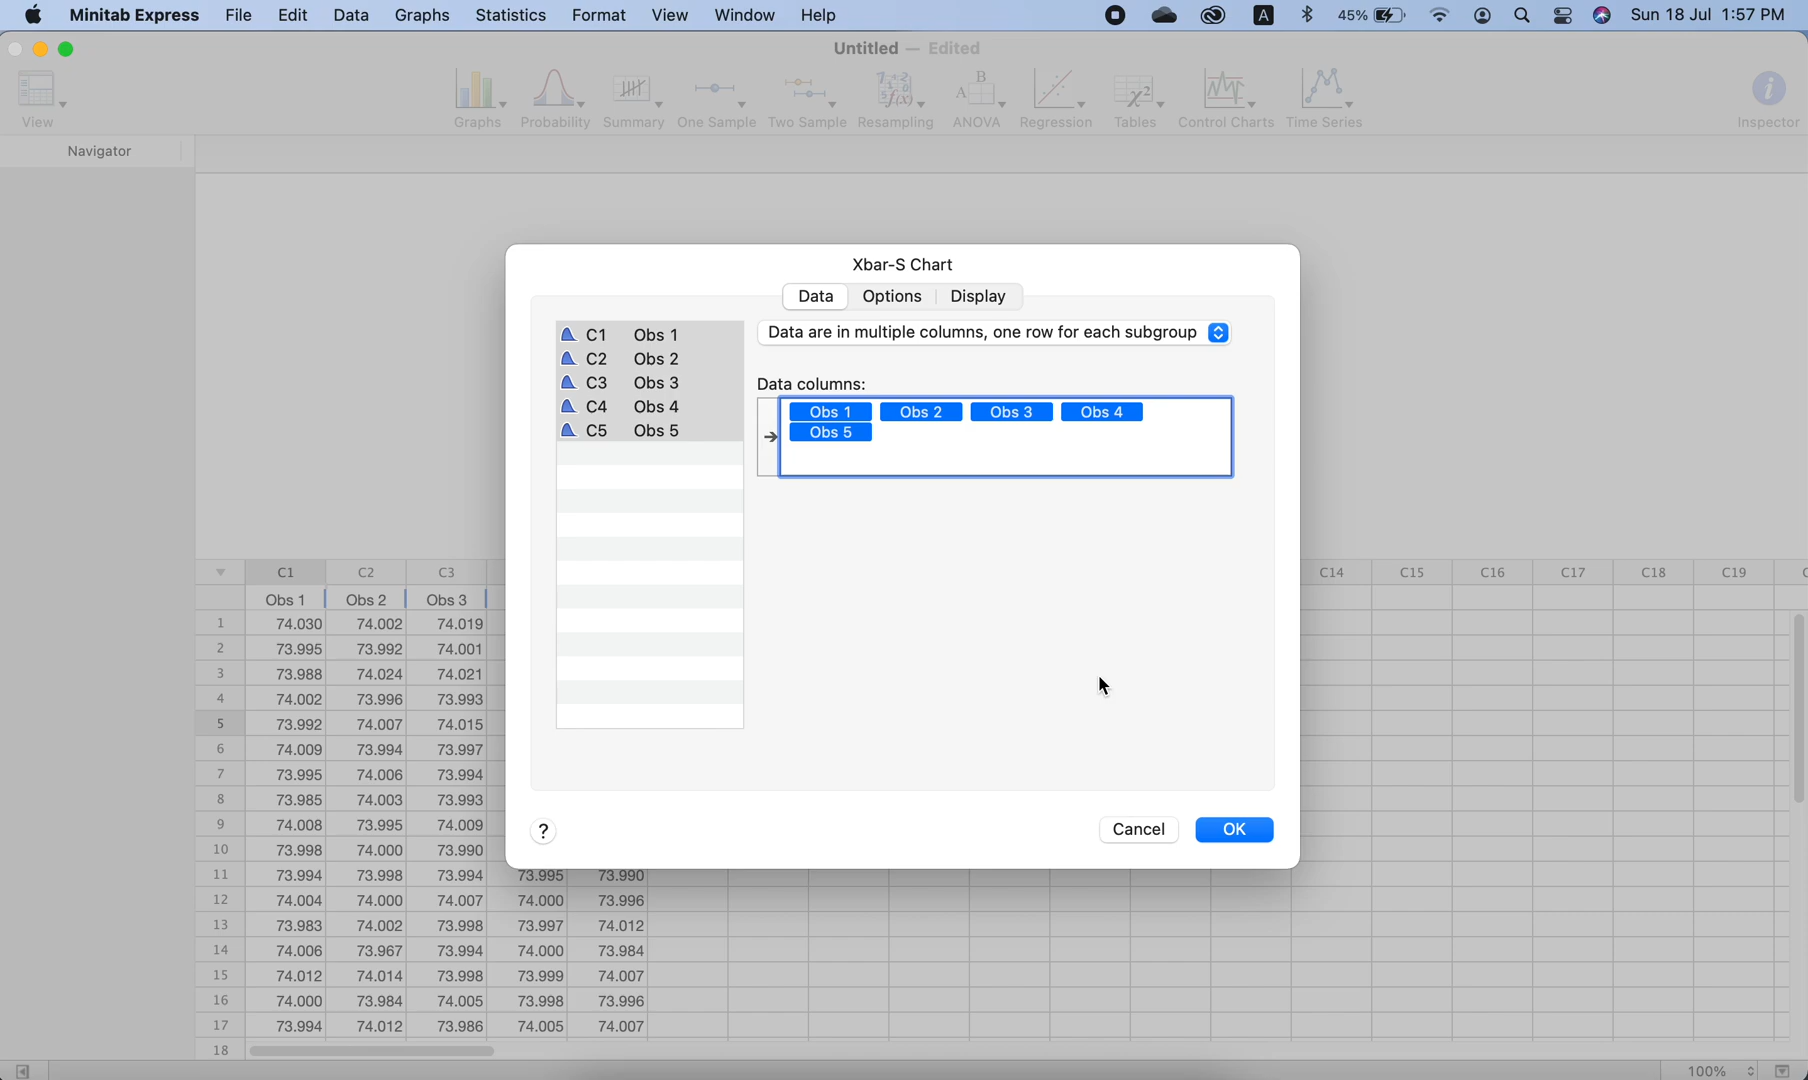 Minitab Express File Edit Data Graphs Statistics Format View Window Help A 45% Sun 18 Jul 1:57 PM
Untitled — Edited
View Graphs Probability Summary One Sample Two Sample Resampling ANOVA Regression Tables Control Charts Time Series Inspector
Navigator
Xbar-S Chart
Data Options Display
C1 Obs 1
C2 Obs 2
C3 Obs 3
C4 Obs 4
C5 Obs 5
Data are in multiple columns, one row for each subgroup
Data columns:
Obs 1 Obs 2 Obs 3 Obs 4
Obs 5
? Cancel OK
C1 C2 C3 C14 C15 C16 C17 C18 C19
Obs 1 Obs 2 Obs 3
1 74.030 74.002 74.019
2 73.995 73.992 74.001
3 73.988 74.024 74.021
4 74.002 73.996 73.993
5 73.992 74.007 74.015
6 74.009 73.994 73.997
7 73.995 74.006 73.994
8 73.985 74.003 73.993
9 74.008 73.995 74.009
10 73.998 74.000 73.990
11 73.994 73.998 73.994 73.995 73.990
12 74.004 74.000 74.007 74.000 73.996
13 73.983 74.002 73.998 73.997 74.012
14 74.006 73.967 73.994 74.000 73.984
15 74.012 74.014 73.998 73.999 74.007
16 74.000 73.984 74.005 73.998 73.996
17 73.994 74.012 73.986 74.005 74.007
18
100%